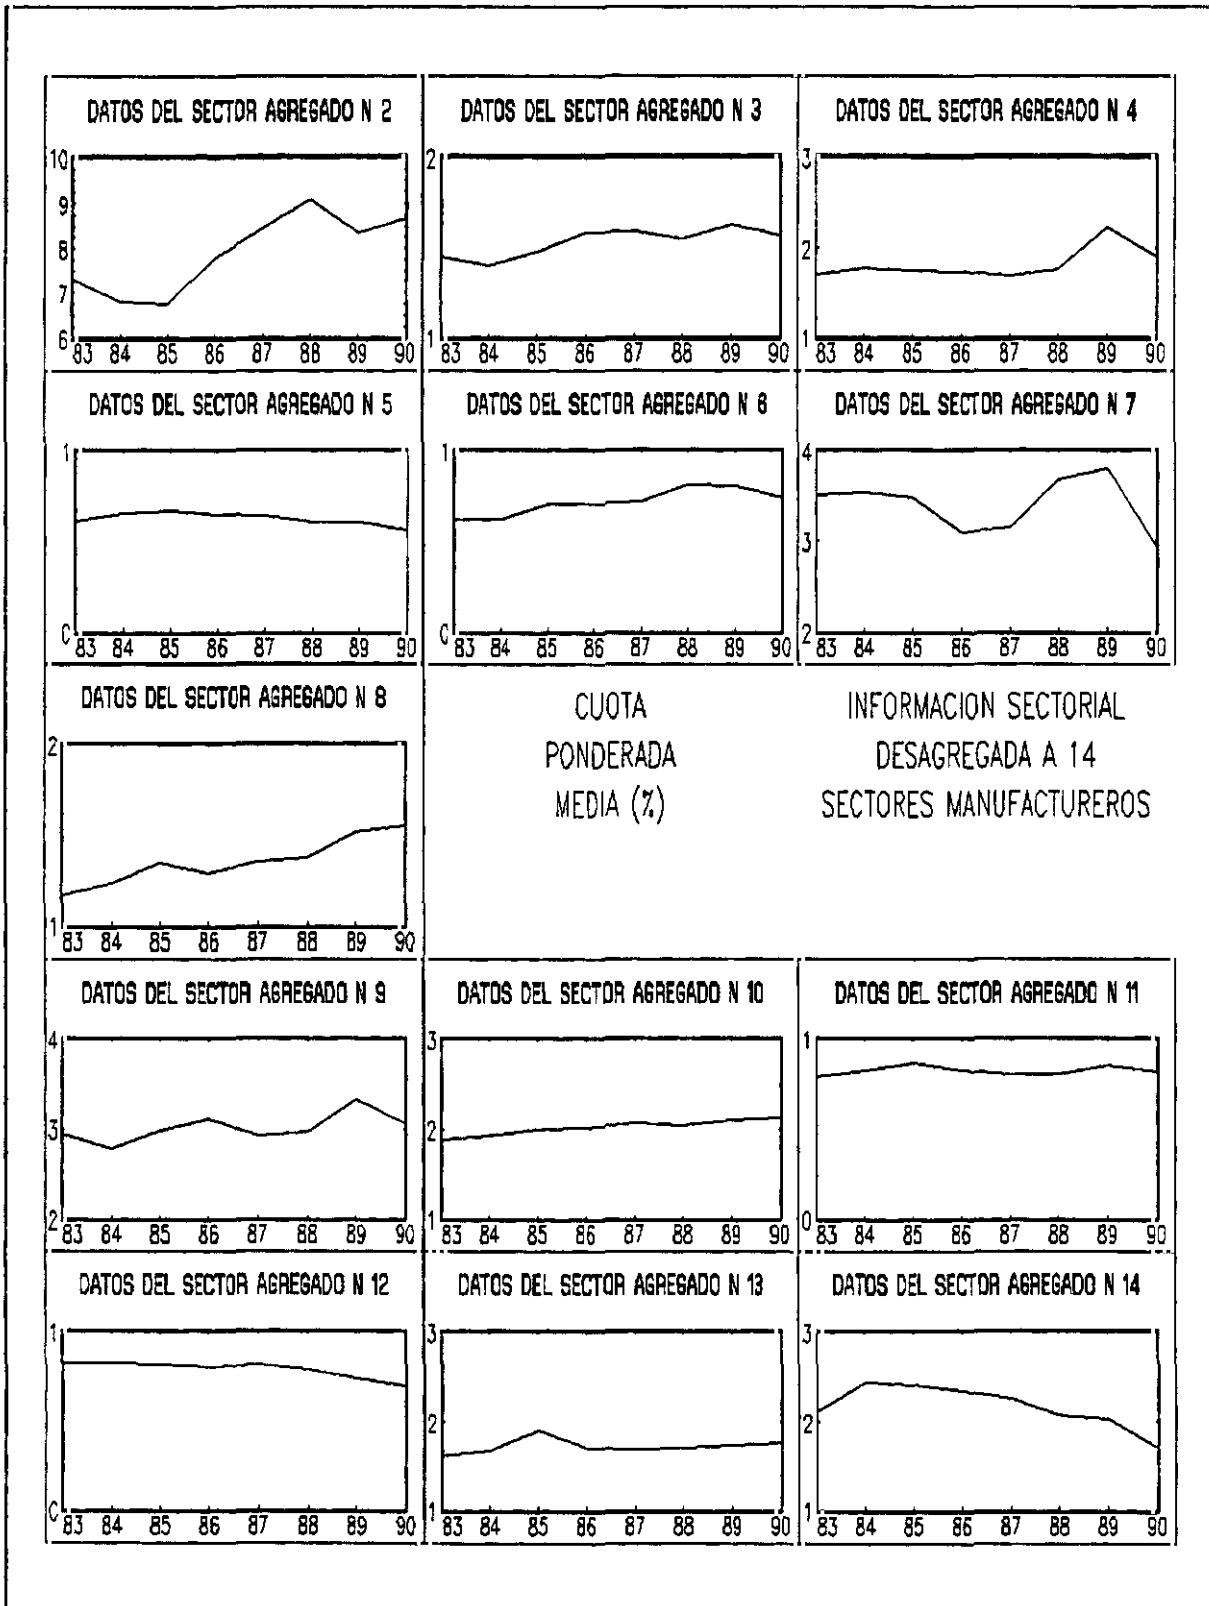 DATOS DEL SECTOR AGREGADO N 2
10
9
8
7
6
83 84 85 86 87 88 89 90
DATOS DEL SECTOR AGREGADO N 3
2
1
83 84 85 86 87 88 89 90
DATOS DEL SECTOR AGREGADO N 4
3
2
1
83 84 85 86 87 88 89 90
DATOS DEL SECTOR AGREGADO N 5
1
0
83 84 85 86 87 88 89 90
DATOS DEL SECTOR AGREGADO N 6
1
0
83 84 85 86 87 88 89 90
DATOS DEL SECTOR AGREGADO N 7
4
3
2
83 84 85 86 87 88 89 90
DATOS DEL SECTOR AGREGADO N 8
2
1
83 84 85 86 87 88 89 90
CUOTA
PONDERADA
MEDIA (%)
INFORMACION SECTORIAL
DESAGREGADA A 14
SECTORES MANUFACTUREROS
DATOS DEL SECTOR AGREGADO N 9
4
3
2
83 84 85 86 87 88 89 90
DATOS DEL SECTOR AGREGADO N 10
3
2
1
83 84 85 86 87 88 89 90
DATOS DEL SECTOR AGREGADO N 11
1
0
83 84 85 86 87 88 89 90
DATOS DEL SECTOR AGREGADO N 12
1
0
83 84 85 86 87 88 89 90
DATOS DEL SECTOR AGREGADO N 13
3
2
1
83 84 85 86 87 88 89 90
DATOS DEL SECTOR AGREGADO N 14
3
2
1
83 84 85 86 87 88 89 90